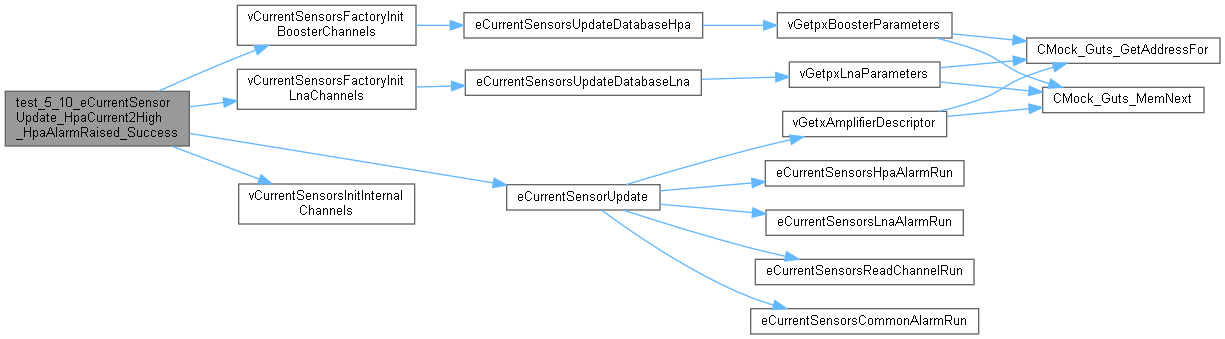 test_5_10_eCurrentSensor
Update_HpaCurrent2High
_HpaAlarmRaised_Success
vCurrentSensorsFactoryInit
BoosterChannels
vCurrentSensorsFactoryInit
LnaChannels
vCurrentSensorsInitInternal
Channels
eCurrentSensorsUpdateDatabaseHpa
eCurrentSensorsUpdateDatabaseLna
eCurrentSensorUpdate
vGetpxBoosterParameters
vGetpxLnaParameters
vGetxAmplifierDescriptor
eCurrentSensorsHpaAlarmRun
eCurrentSensorsLnaAlarmRun
eCurrentSensorsReadChannelRun
eCurrentSensorsCommonAlarmRun
CMock_Guts_GetAddressFor
CMock_Guts_MemNext